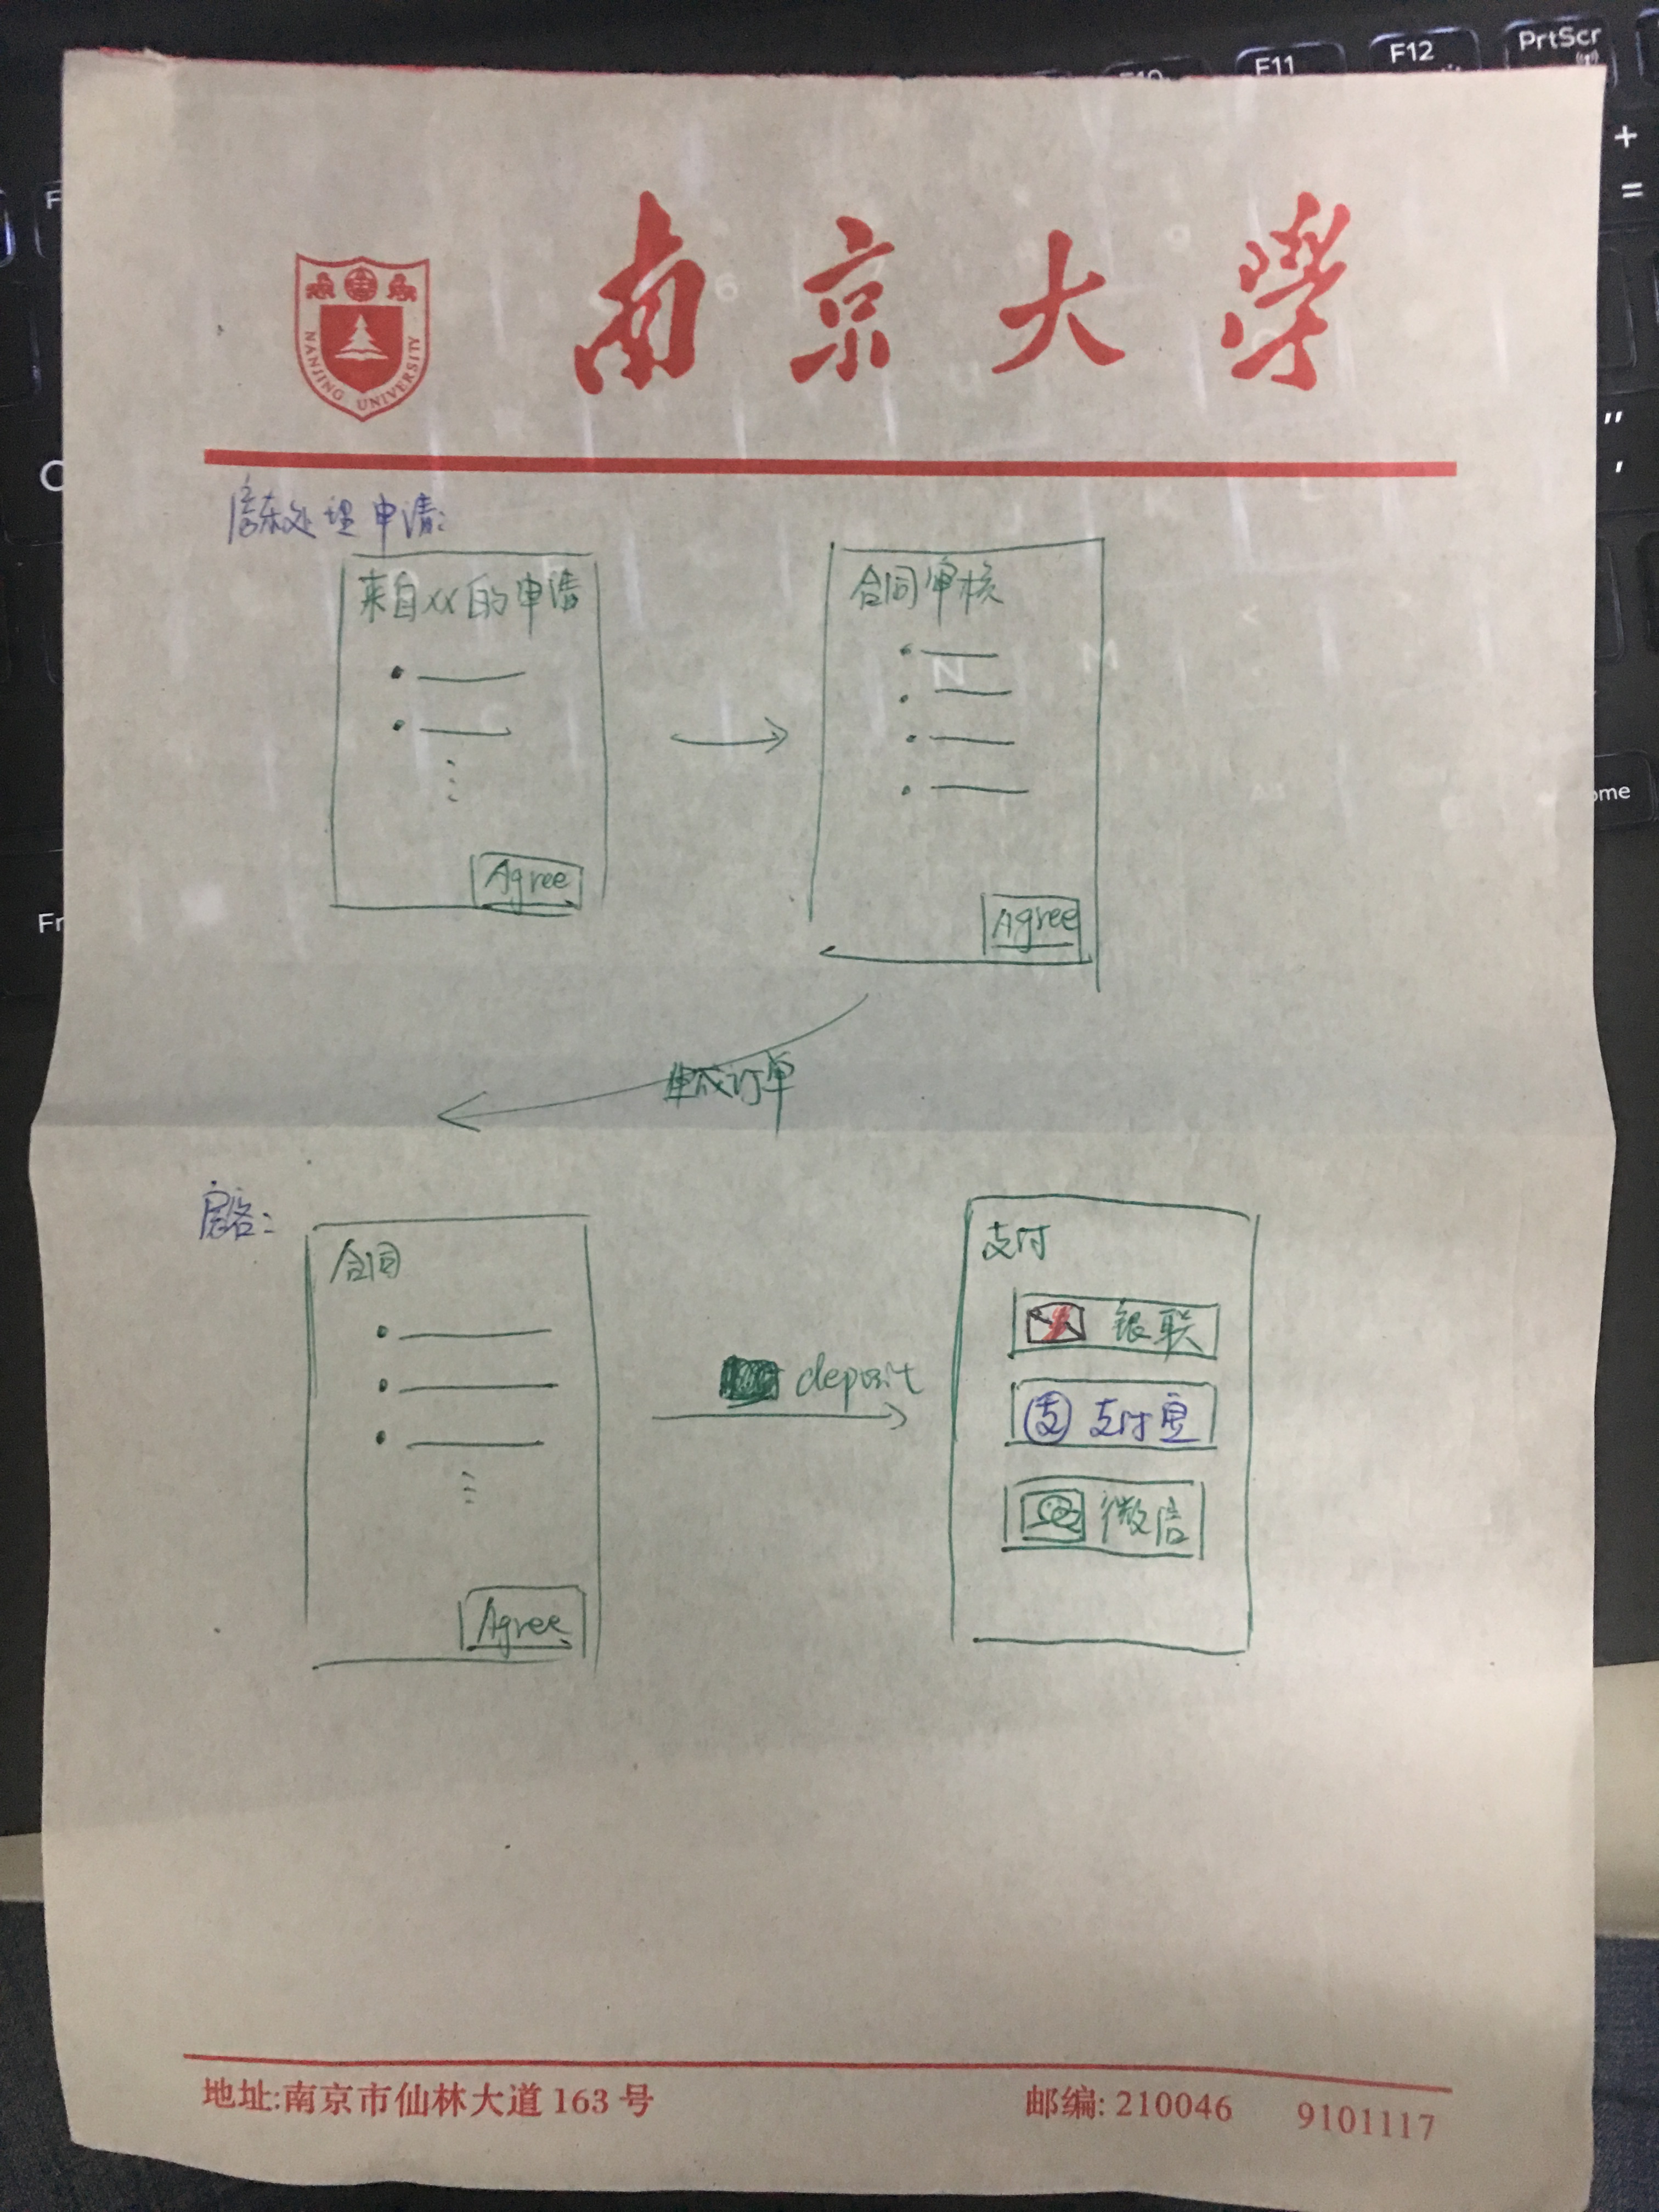 PrtScr
F12
F11
F10
+
=
南京大學
NANJING UNIVERSITY
房东处理申请:
来自xx的申请
合同审核
N
M
Agree
Agree
生成订单
房客:
合同
支付
银联
deposit
支 支付宝
微信
Agree
地址:南京市仙林大道 163 号
邮编: 210046
9101117